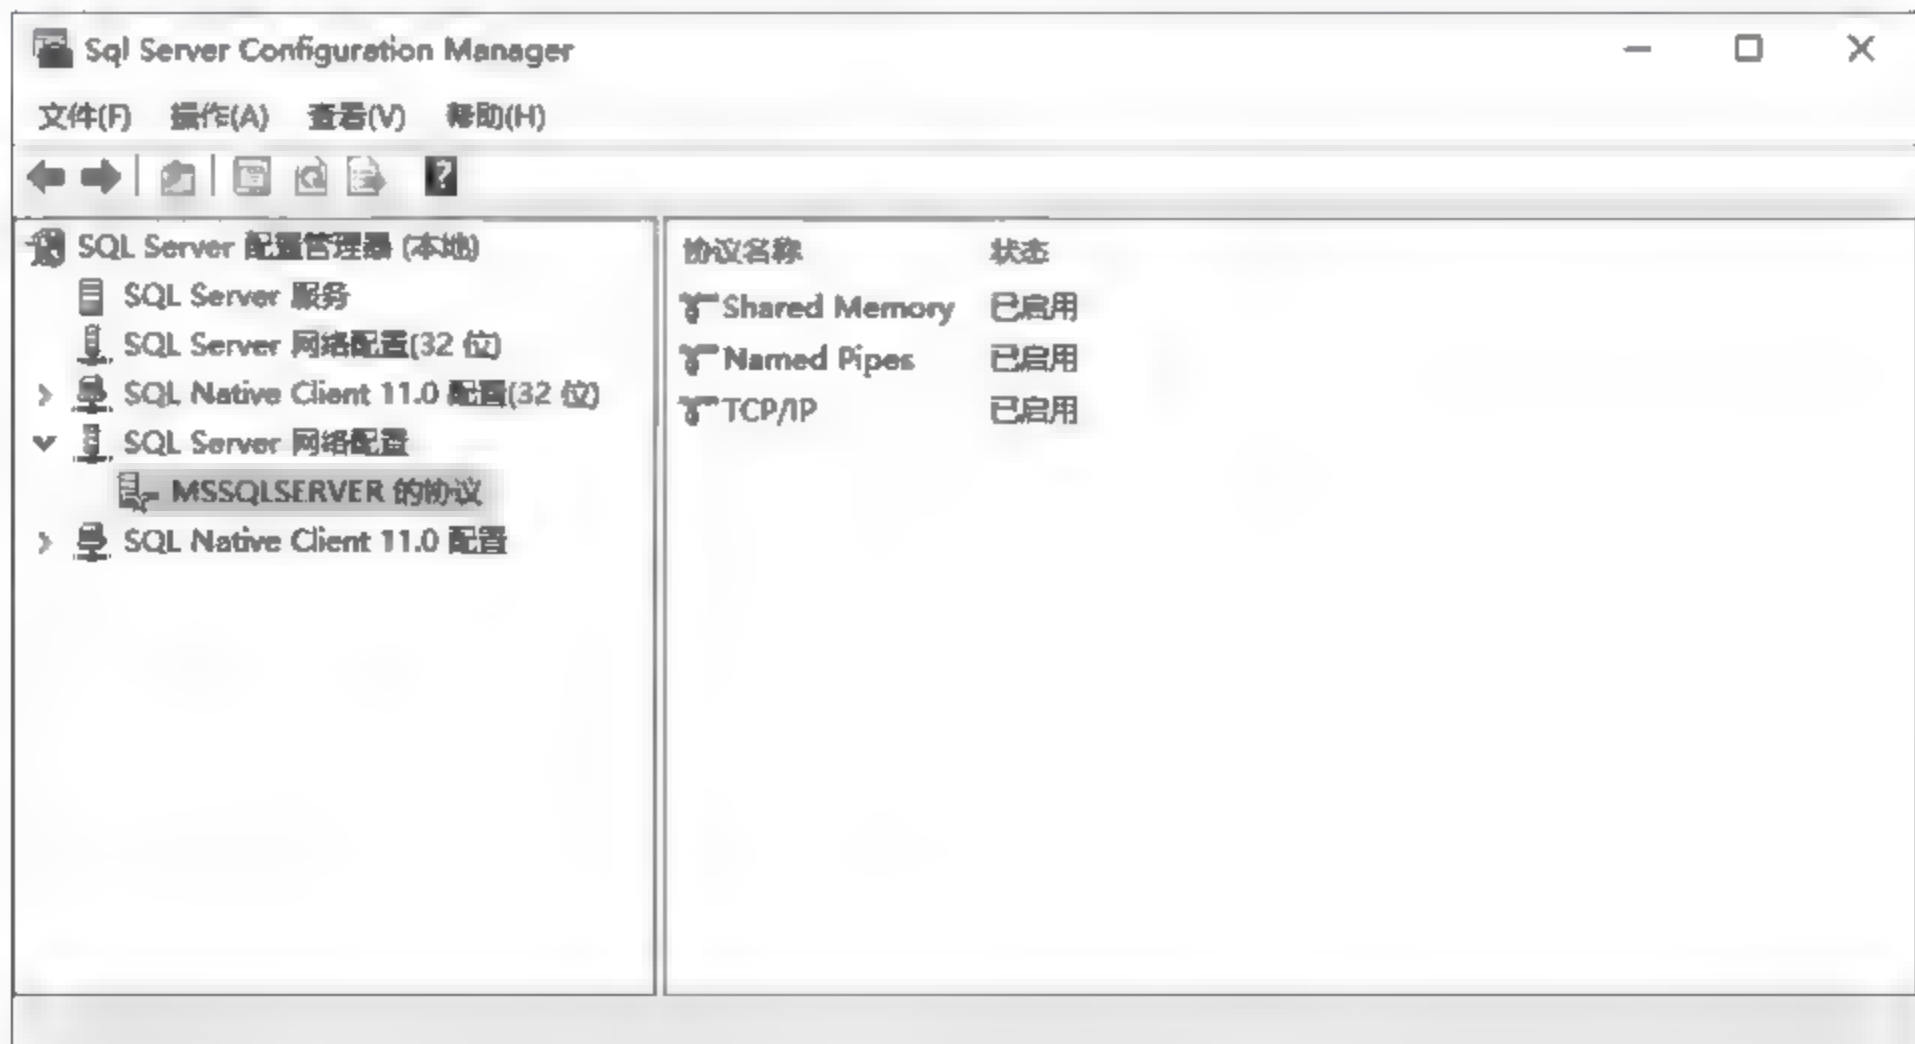 Sql Server Configuration Manager
文件(F) 操作(A) 查看(V) 帮助(H)
SQL Server 配置管理器 (本地)
SQL Server 服务
SQL Server 网络配置(32 位)
SQL Native Client 11.0 配置(32 位)
SQL Server 网络配置
MSSQLSERVER 的协议
SQL Native Client 11.0 配置
协议名称 状态
Shared Memory 已启用
Named Pipes 已启用
TCP/IP 已启用